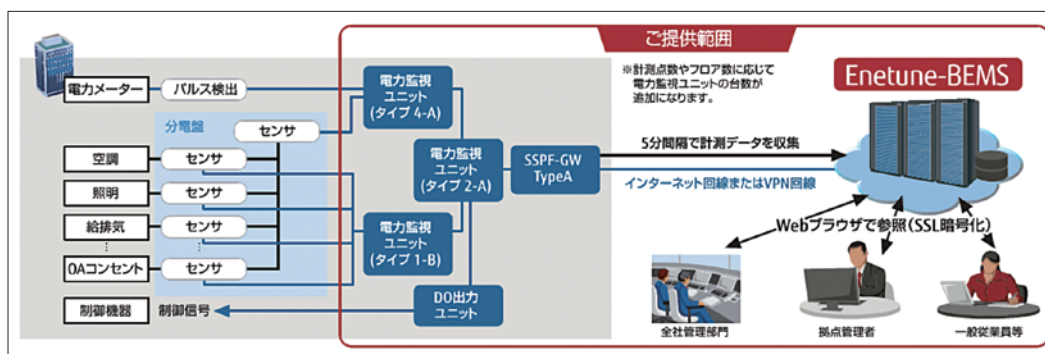 ご提供範囲
※計測点数やフロア数に応じて
電力監視ユニットの台数が
追加になります。
Enetune-BEMS
電力メーター
パルス検出
電力監視
ユニット
(タイプ4-A)
分電盤
センサ
空調
センサ
照明
センサ
給排気
センサ
OAコンセント
センサ
電力監視
ユニット
(タイプ2-A)
SSPF-GW
TypeA
5分間隔で計測データを収集
インターネット回線またはVPN回線
電力監視
ユニット
(タイプ1-B)
Webブラウザで参照(SSL暗号化)
制御機器
制御信号
DO出力
ユニット
全社管理部門
拠点管理者
一般従業員等